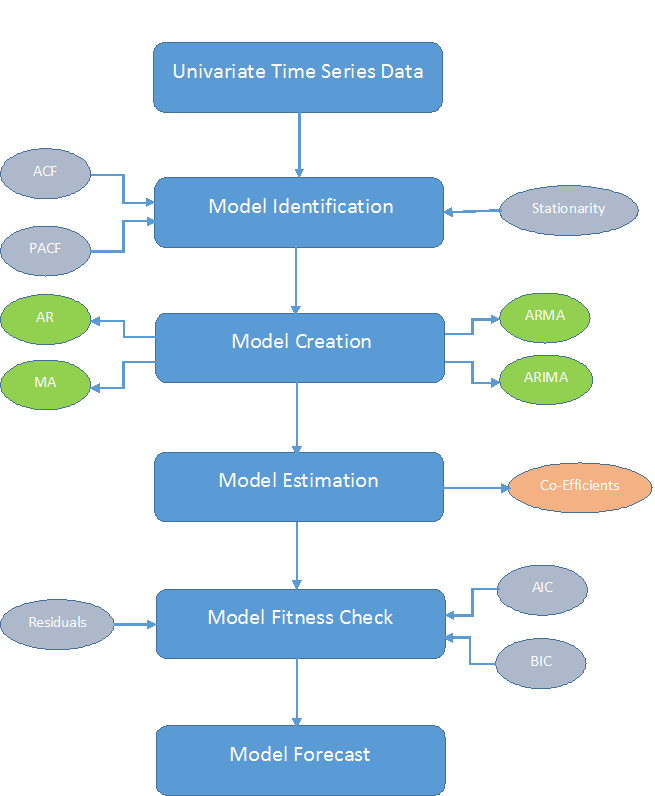 Univariate Time Series Data
ACF
Model Identification
Stationarity
PACF
AR
ARMA
Model Creation
MA
ARIMA
Model Estimation
Co-Efficients
AIC
Residuals
Model Fitness Check
BIC
Model Forecast